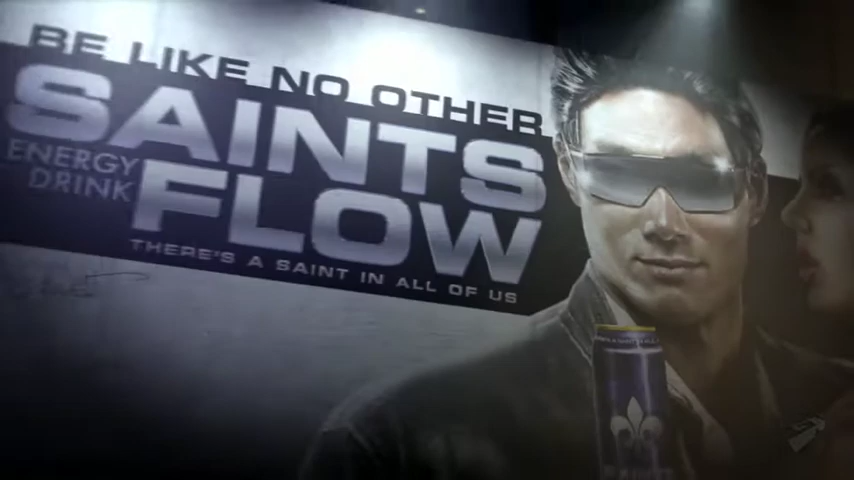 BE LIKE NO OTHER
SAINTS
ENERGY
DRINK
FLOW
THERE'S A SAINT IN ALL OF US